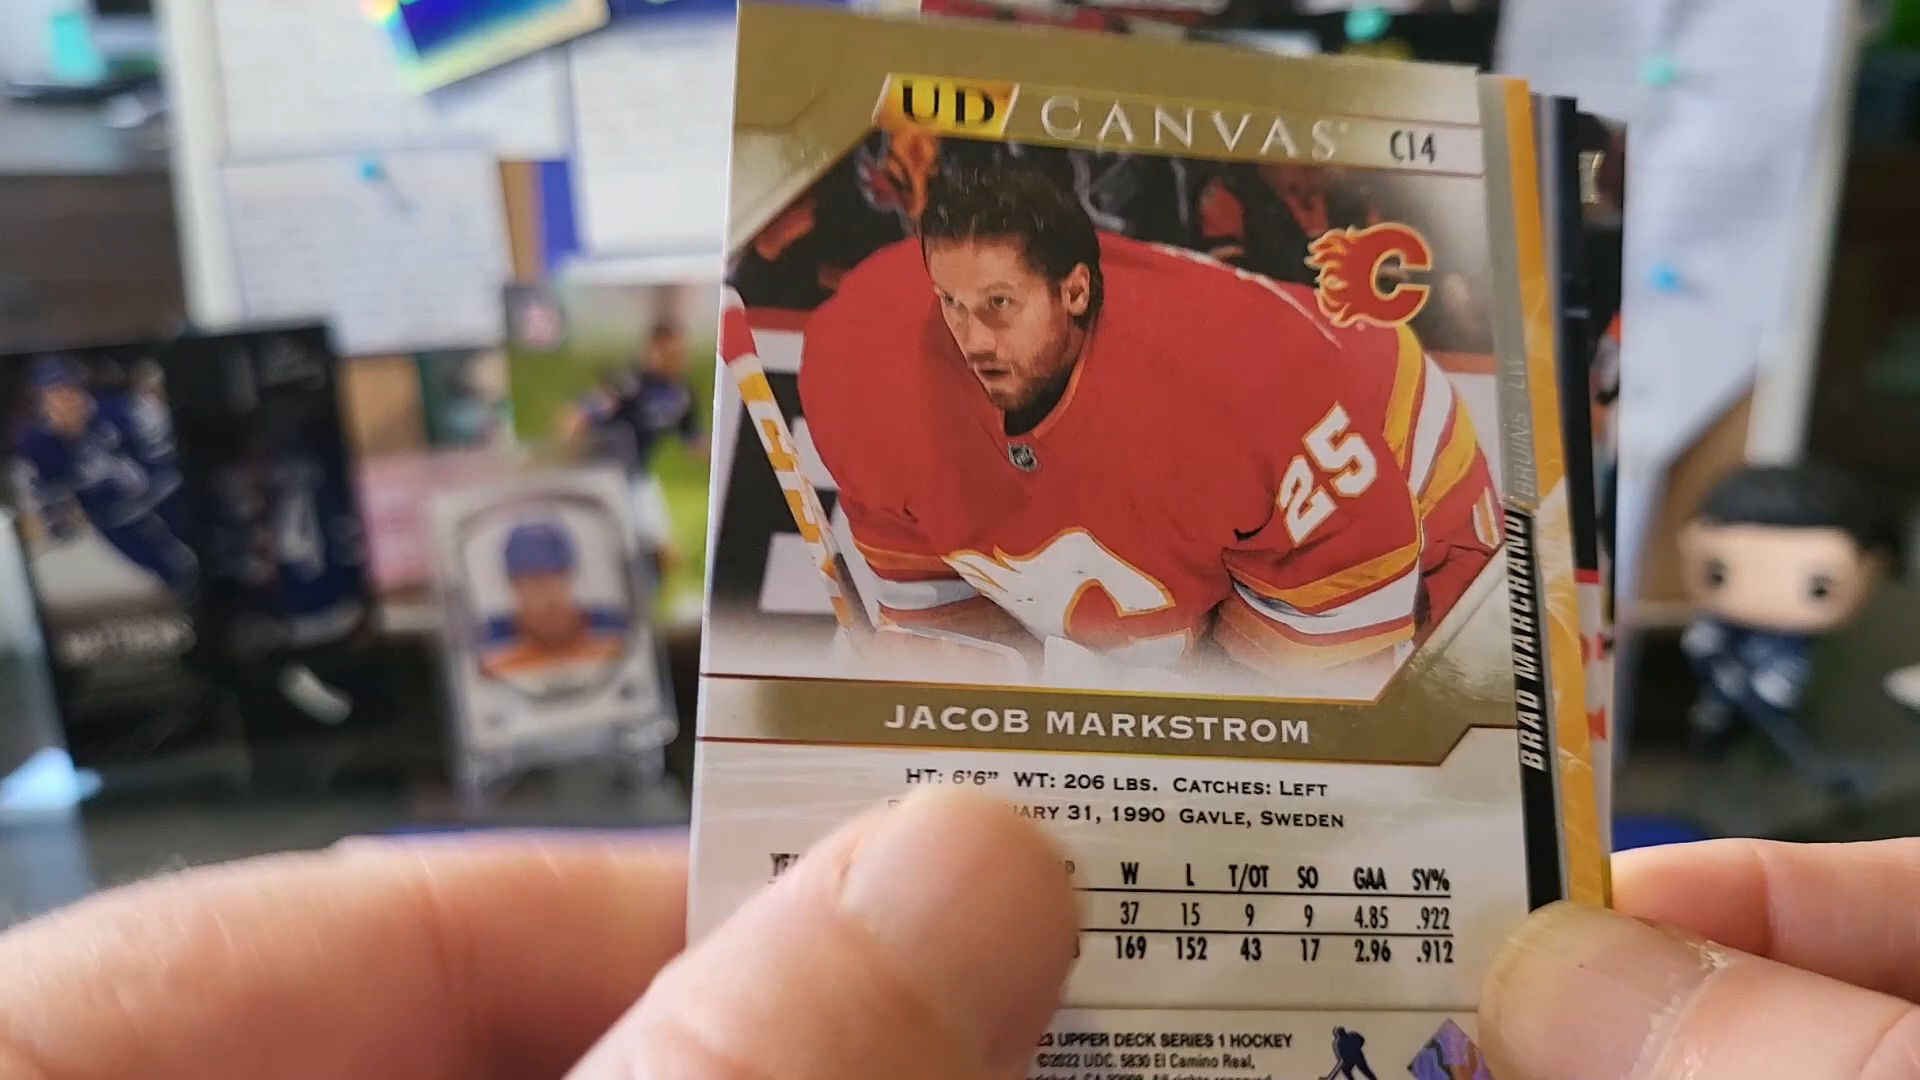 UD CANVAS C14
25
JACOB MARKSTROM
HT: 6'6” WT: 206 LBS. CATCHES: LEFT
31, 1990 GAVLE, SWEDEN
W L T/OT SO GAA SV%
37 15 9 9 4.85 .922
169 152 43 17 2.96 .912
23 UPPER DECK SERIES 1 HOCKEY
©2022 UDC. 5830 El Camino Real,
BRAD MARCHAND / BRUINS LW